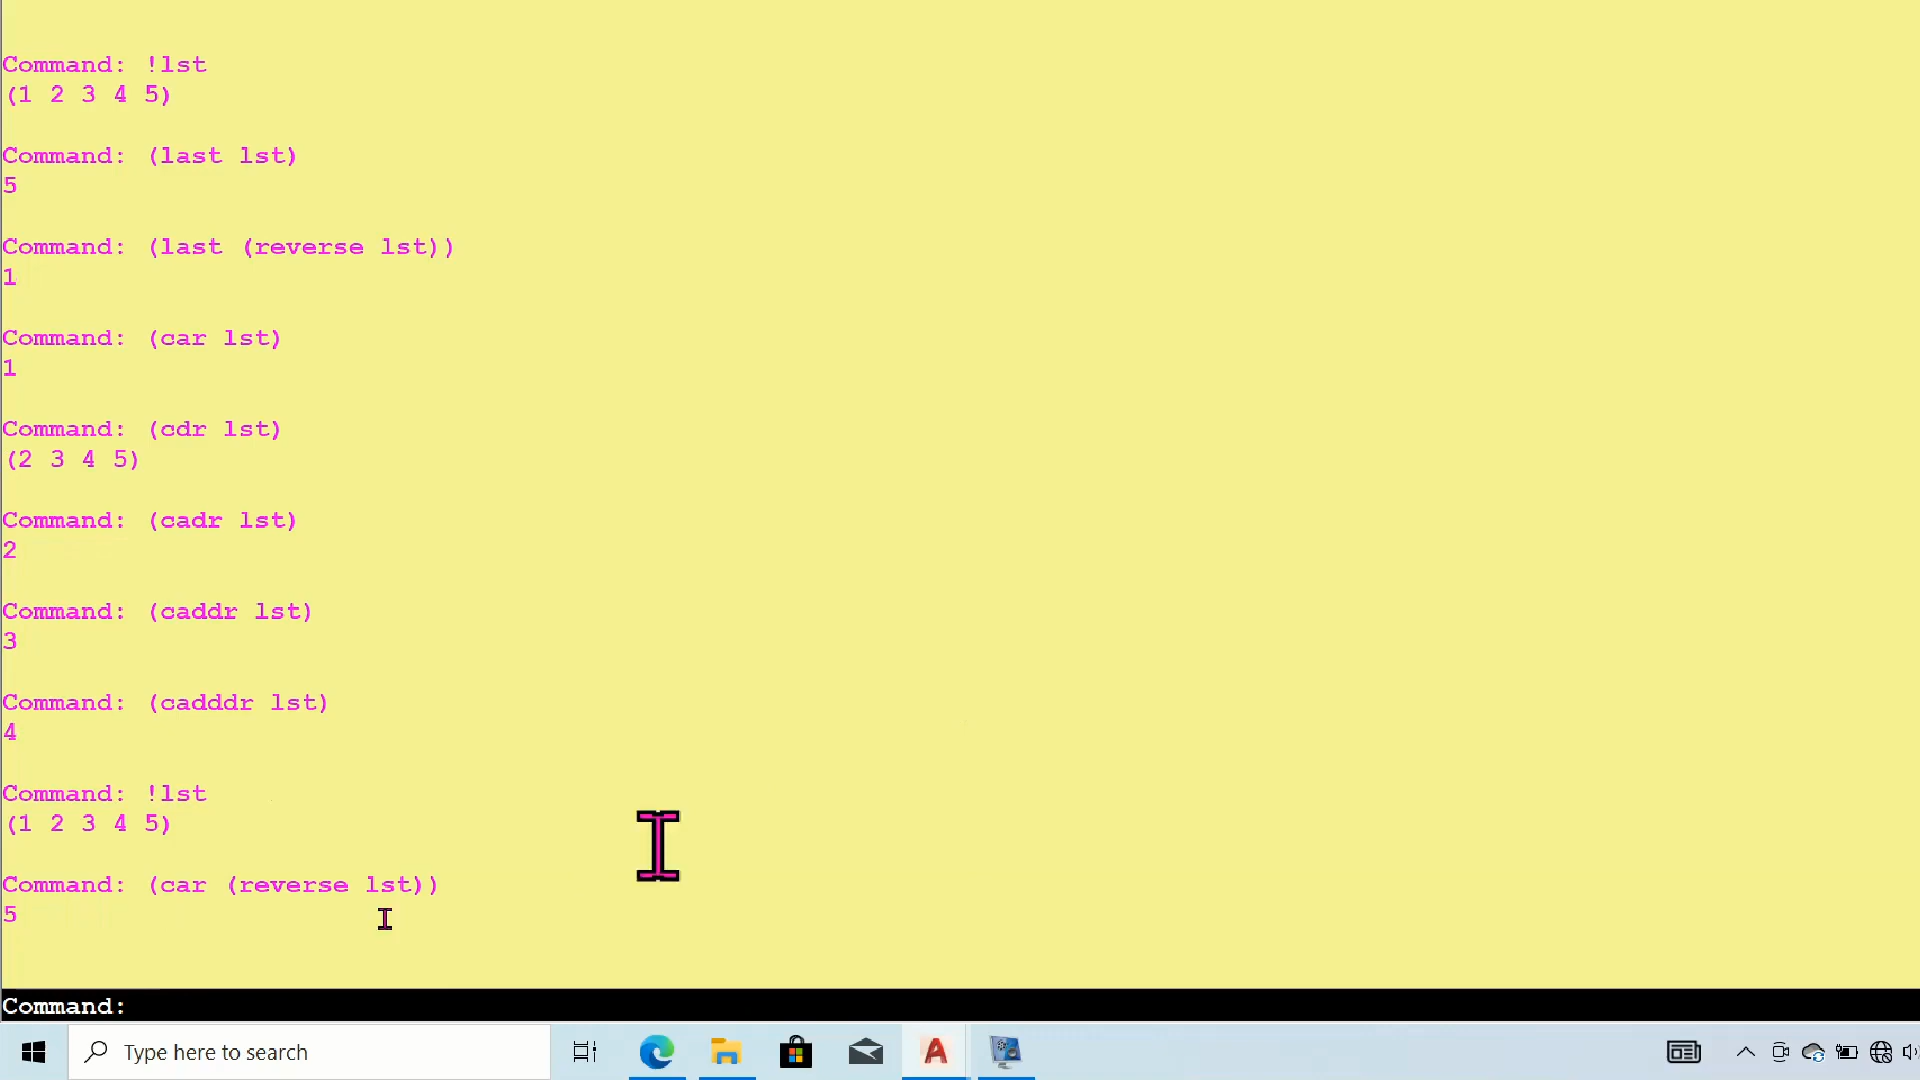 Command: !lst
(1 2 3 4 5)
Command: (last lst)
5
Command: (last (reverse lst))
1
Command: (car lst)
1
Command: (cdr lst)
(2 3 4 5)
Command: (cadr lst)
2
Command: (caddr lst)
3
Command: (cadddr lst)
4
Command: !lst
(1 2 3 4 5)
Command: (car (reverse lst))
5
Command:
Type here to search